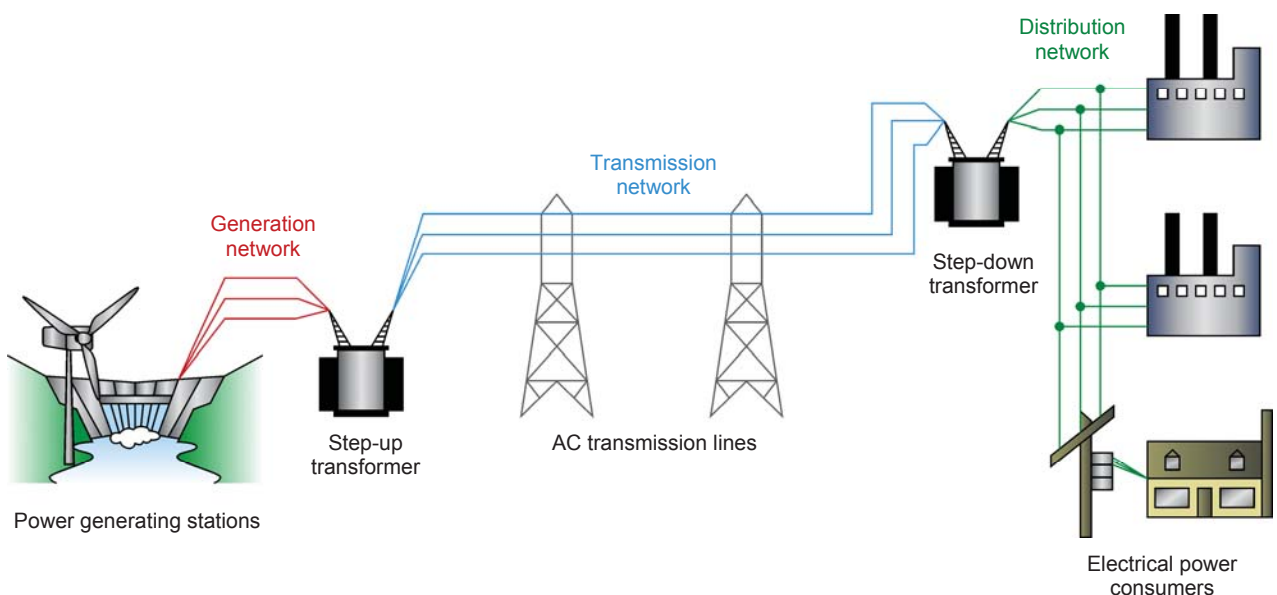 Distribution
network
Transmission
network
Generation
network
Step-down
transformer
Step-up
transformer
AC transmission lines
Power generating stations
Electrical power
consumers